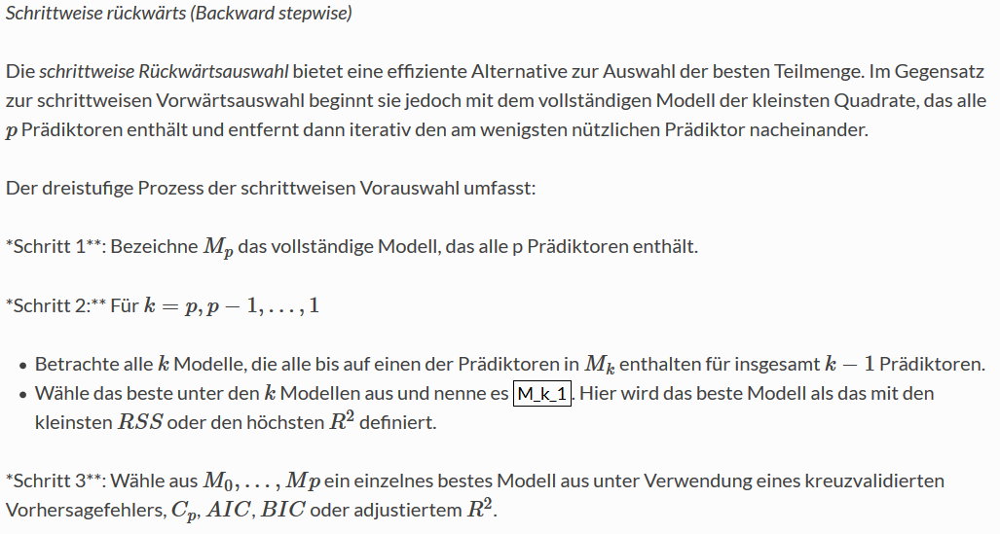 Schrittweise rückwärts (Backward stepwise)
Die schrittweise Rückwärtsauswahl bietet eine effiziente Alternative zur Auswahl der besten Teilmenge. Im Gegensatz
zur schrittweisen Vorwärtsauswahl beginnt sie jedoch mit dem vollständigen Modell der kleinsten Quadrate, das alle
p Prädiktoren enthält und entfernt dann iterativ den am wenigsten nützlichen Prädiktor nacheinander.
Der dreistufige Prozess der schrittweisen Vorauswahl umfasst:
*Schritt 1**: Bezeichne M_p das vollständige Modell, das alle p Prädiktoren enthält.
*Schritt 2:** Für k = p, p − 1, . . . , 1
• Betrachte alle k Modelle, die alle bis auf einen der Prädiktoren in M_k enthalten für insgesamt k − 1 Prädiktoren.
• Wähle das beste unter den k Modellen aus und nenne es M_k_1. Hier wird das beste Modell als das mit den
kleinsten RSS oder den höchsten R² definiert.
*Schritt 3**: Wähle aus M_0, . . . , Mp ein einzelnes bestes Modell aus unter Verwendung eines kreuzvalidierten
Vorhersagefehlers, C_p, AIC, BIC oder adjustiertem R².